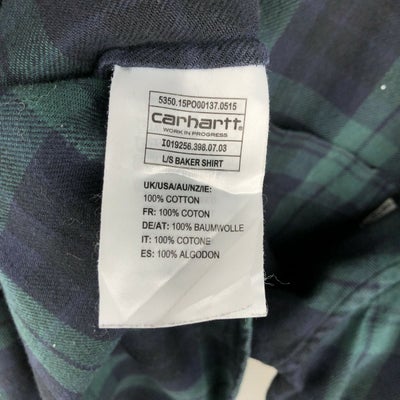 5350.15PO00137.0515
carhartt
WORK IN PROGRESS
I019256.398.07.03
L/S BAKER SHIRT
UK/USA/AU/NZ/IE:
100% COTTON
FR: 100% COTON
DE/AT: 100% BAUMWOLLE
IT: 100% COTONE
ES: 100% ALGODON